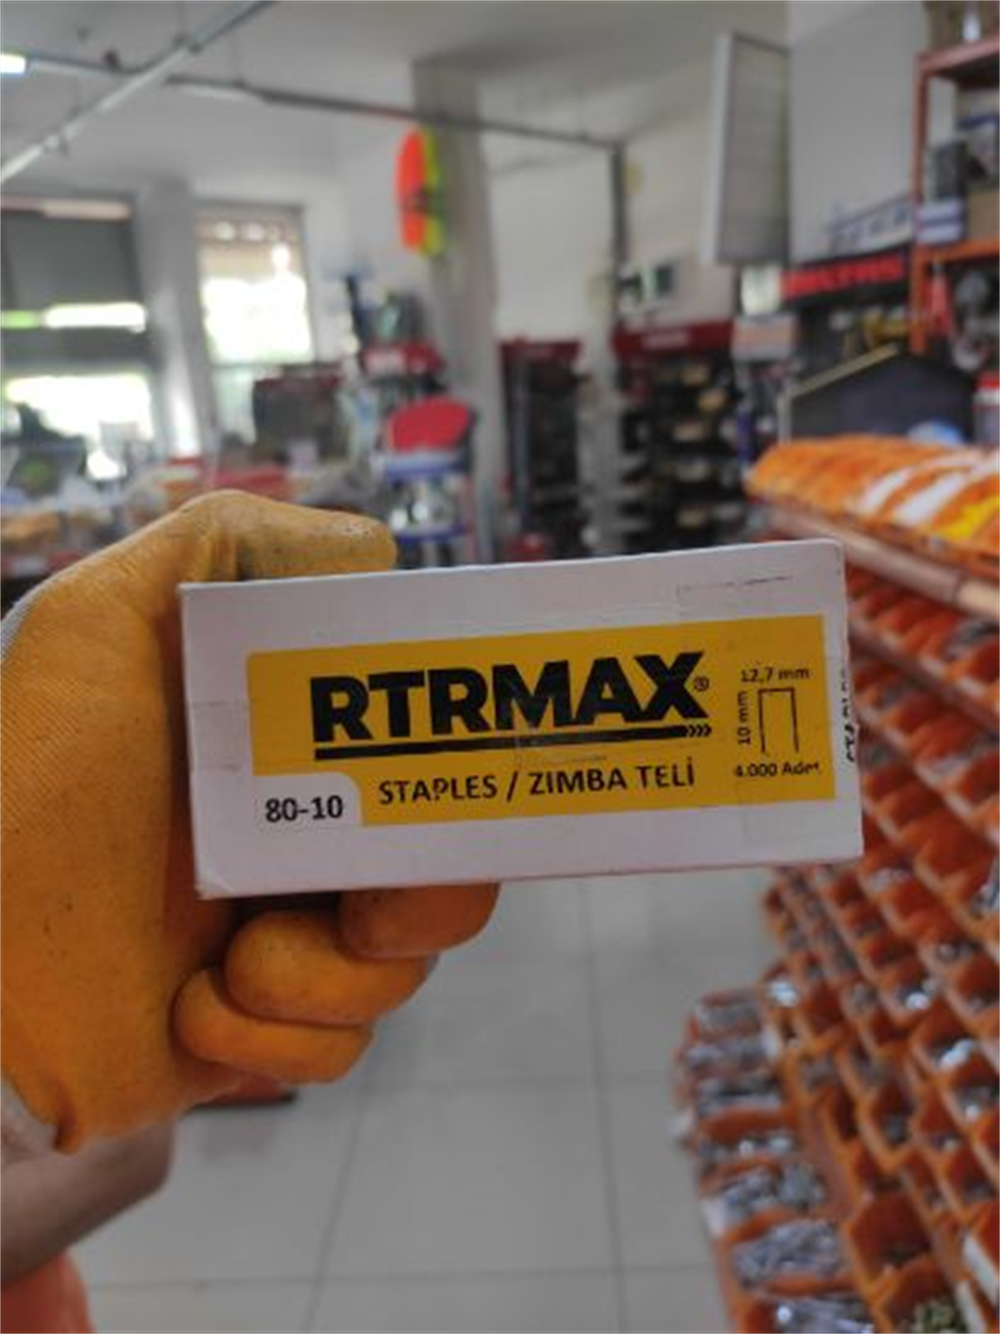 RTRMAX®
STAPLES / ZIMBA TELİ
80-10
12,7 mm
10 mm
4.000 Adet